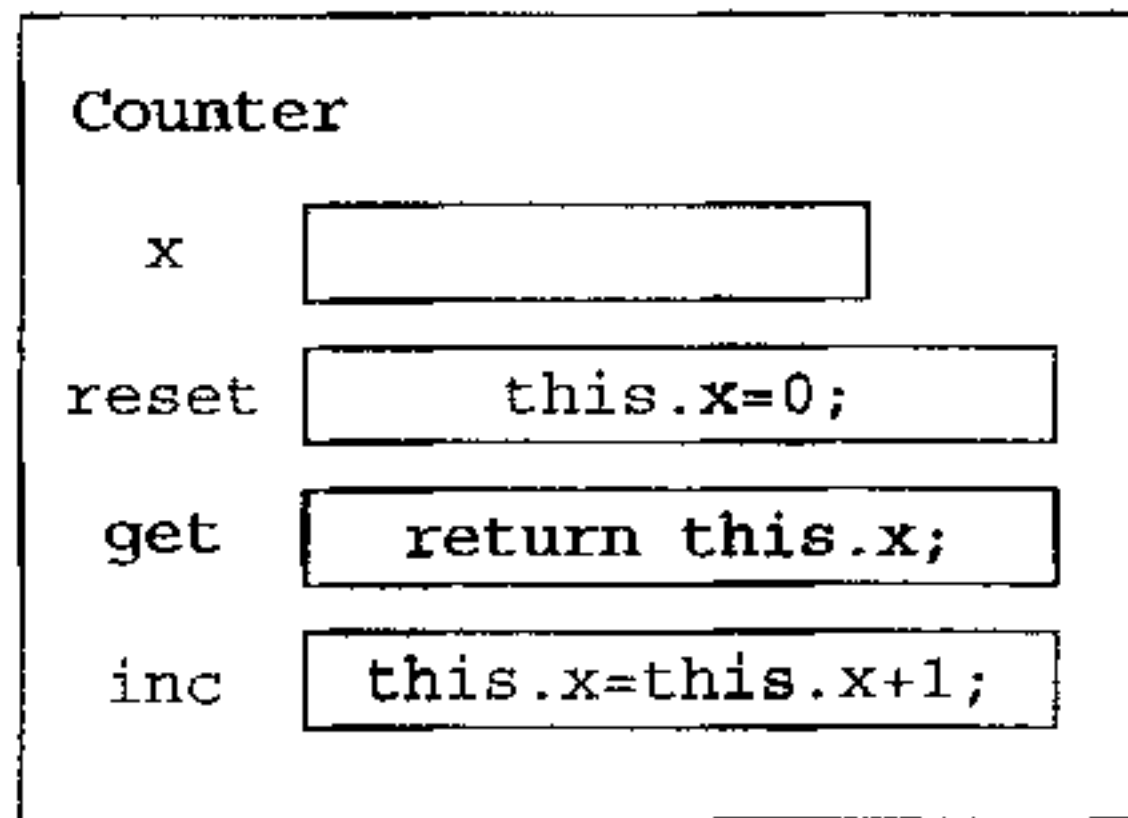 Counter
x
reset this.x=0;
get return this.x;
inc this.x=this.x+1;